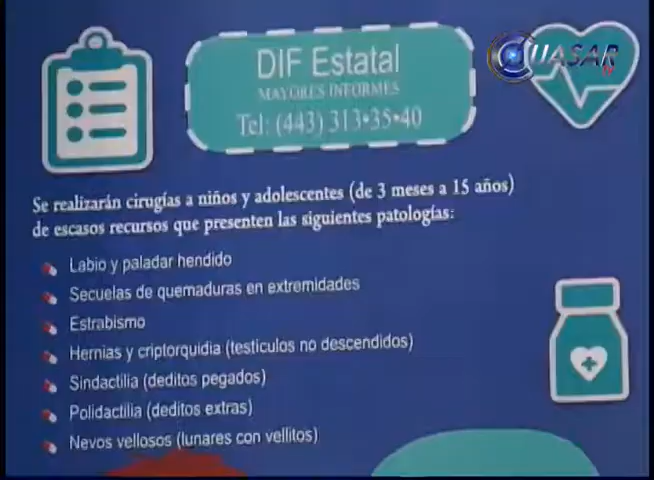 DIF Estatal
MAYORES INFORMES
Tel: (443) 313•35•40
QUASAR
TV
Se realizarán cirugías a niños y adolescentes (de 3 meses a 15 años)
de escasos recursos que presenten las siguientes patologías:
Labio y paladar hendido
Secuelas de quemaduras en extremidades
Estrabismo
Hernias y criptorquidia (testiculos no descendidos)
Sindactilia (deditos pegados)
Polidactilia (deditos extras)
Nevos vellosos (lunares con vellitos)